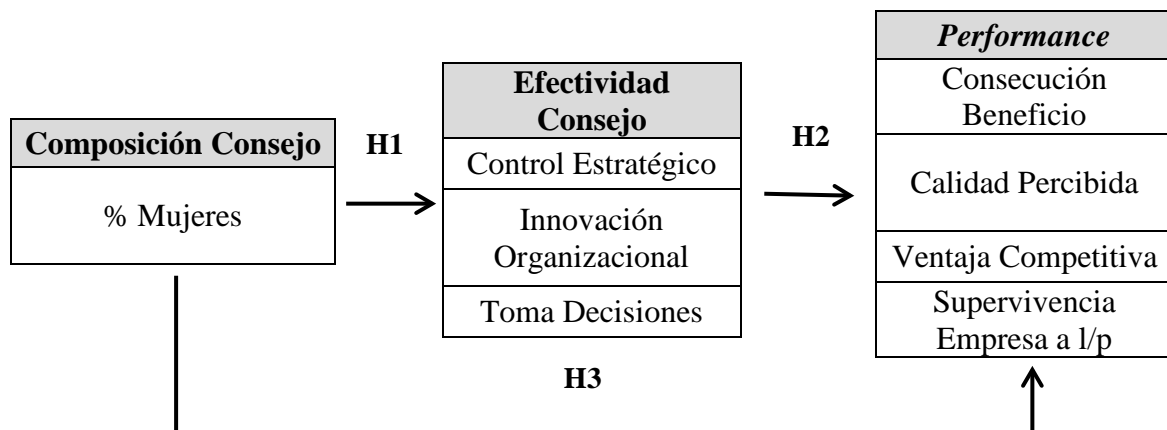 Composición Consejo
% Mujeres
H1
Efectividad
Consejo
Control Estratégico
Innovación
Organizacional
Toma Decisiones
H3
H2
Performance
Consecución
Beneficio
Calidad Percibida
Ventaja Competitiva
Supervivencia
Empresa a l/p